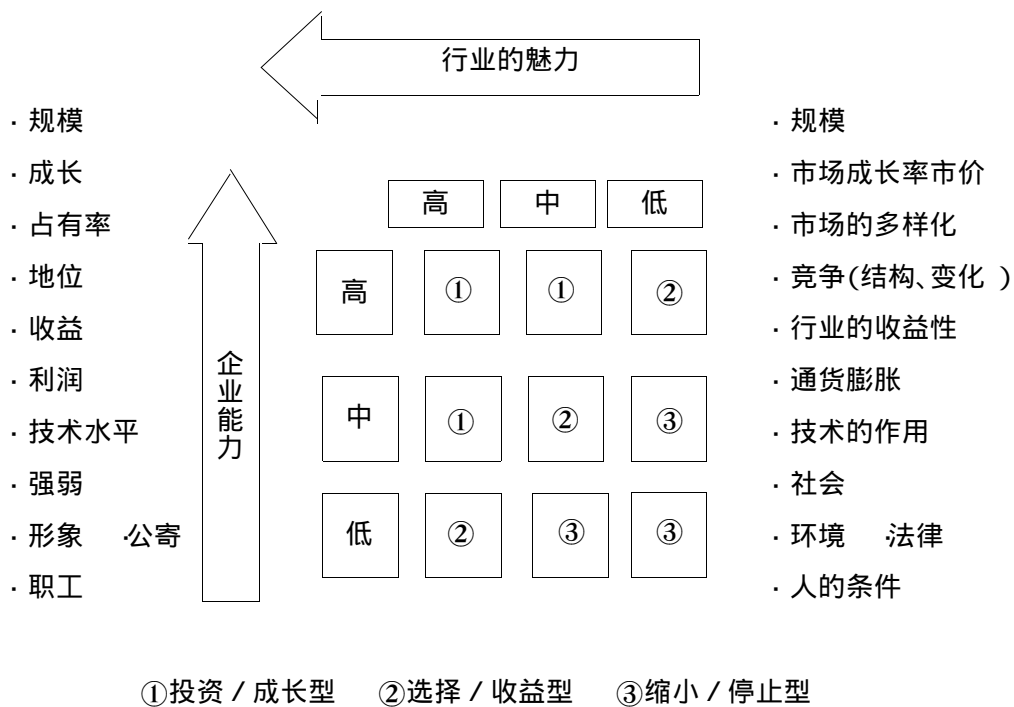 行业的魅力
· 规模
· 成长
· 占有率
· 地位
· 收益
· 利润
· 技术水平
· 强弱
· 形象 ·公寄
· 职工
企业能力
高 中 低
高 ① ① ②
中 ① ② ③
低 ② ③ ③
· 规模
· 市场成长率市价
· 市场的多样化
· 竞争(结构、变化 )
· 行业的收益性
· 通货膨胀
· 技术的作用
· 社会
· 环境 ·法律
· 人的条件
①投资 / 成长型 ②选择 / 收益型 ③缩小 / 停止型